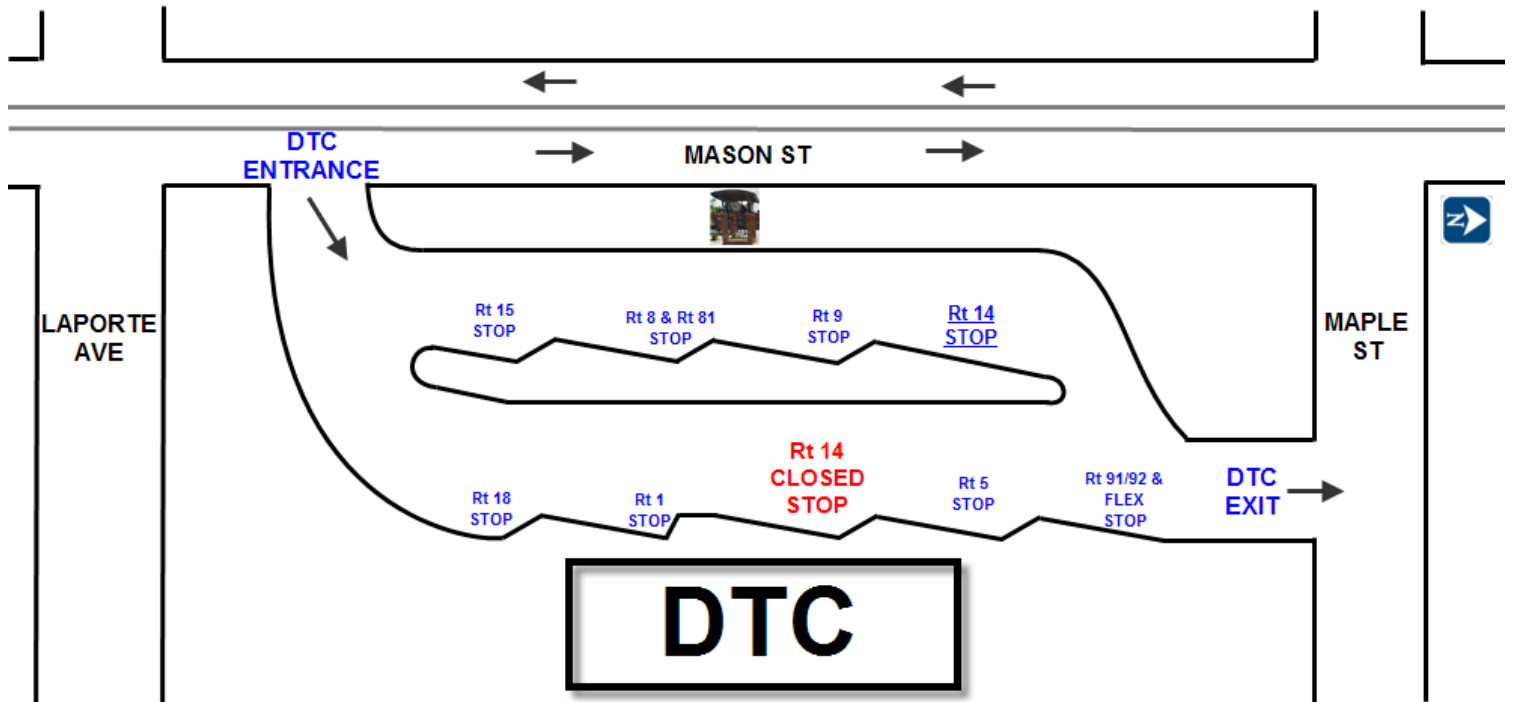 DTC
ENTRANCE
MASON ST
N
LAPORTE
AVE
Rt 15
STOP
Rt 8 & Rt 81
STOP
Rt 9
STOP
Rt 14
STOP
MAPLE
ST
Rt 18
STOP
Rt 1
STOP
Rt 14
CLOSED
STOP
Rt 5
STOP
Rt 91/92 &
FLEX
STOP
DTC
EXIT
DTC